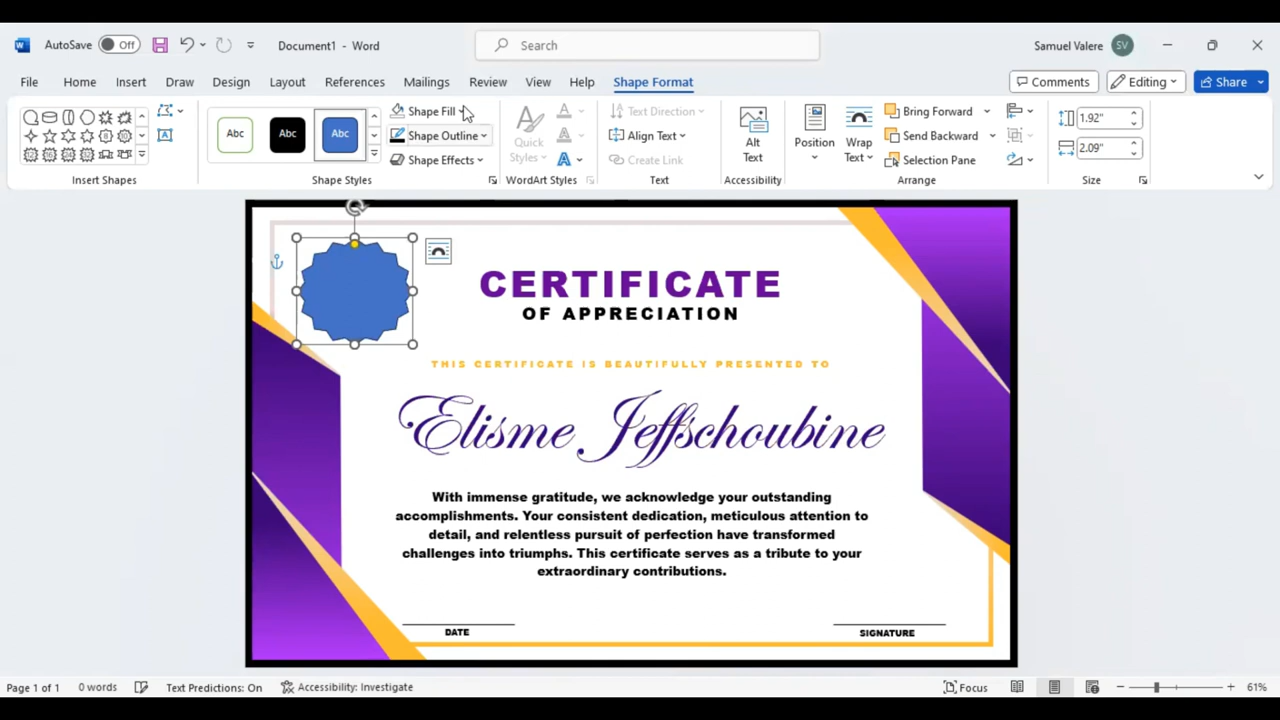 AutoSave Off Document1 - Word Search Samuel Valere SV
File Home Insert Draw Design Layout References Mailings Review View Help Shape Format Comments Editing Share
Shape Fill
Shape Outline
Shape Effects
Abc Abc Abc
Quick
Styles
Text Direction
Align Text
Create Link
Alt
Text
Position
Wrap
Text
Bring Forward
Send Backward
Selection Pane
1.92"
2.09"
Insert Shapes Shape Styles WordArt Styles Text Accessibility Arrange Size
CERTIFICATE
OF APPRECIATION
THIS CERTIFICATE IS BEAUTIFULLY PRESENTED TO
Elisme Jeffschoubine
With immense gratitude, we acknowledge your outstanding
accomplishments. Your consistent dedication, meticulous attention to
detail, and relentless pursuit of perfection have transformed
challenges into triumphs. This certificate serves as a tribute to your
extraordinary contributions.
DATE SIGNATURE
Page 1 of 1 0 words Text Predictions: On Accessibility: Investigate Focus 61%